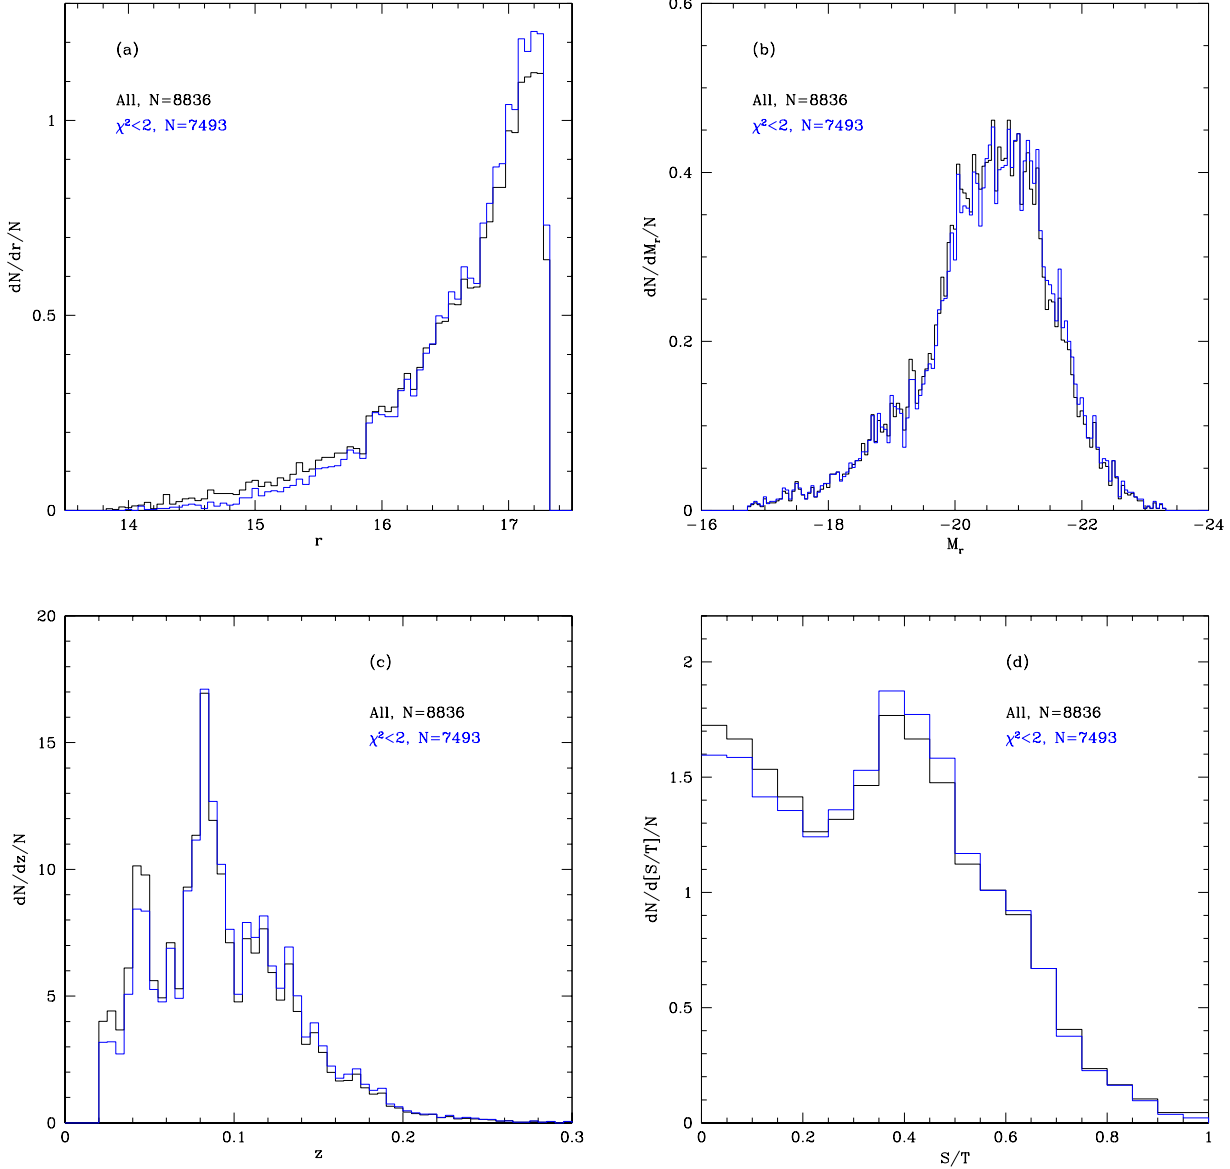 (a)
All, N=8836
χ²<2, N=7493
dN/dr/N
1
0.5
0
14
15
16
17
r
(b)
All, N=8836
χ²<2, N=7493
dN/dMᵣ/N
0.6
0.4
0.2
0
−16
−18
−20
−22
−24
Mᵣ
(c)
All, N=8836
χ²<2, N=7493
dN/dz/N
20
15
10
5
0
0
0.1
0.2
0.3
z
(d)
All, N=8836
χ²<2, N=7493
dN/d[S/T]/N
2
1.5
1
0.5
0
0
0.2
0.4
0.6
0.8
1
S/T